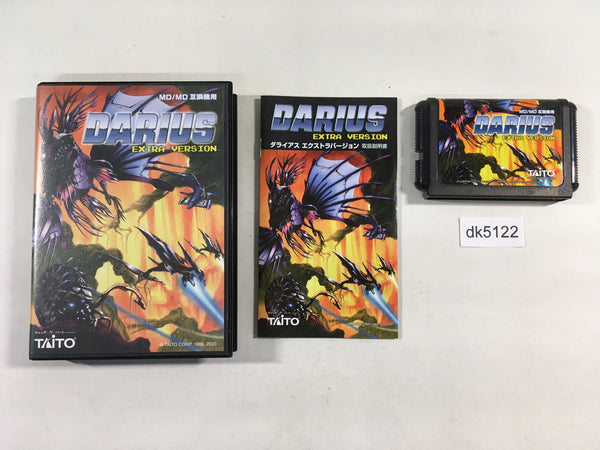 MD/MD 互換機用
DARIUS
EXTRA VERSION
TAITO
© TAITO CORP. 1986, 2020
DARIUS
EXTRA VERSION
ダライアス エクストラバージョン 取扱説明書
TAITO
MD/MD 互換機用
DARIUS
EXTRA VERSION
TAITO
dk5122